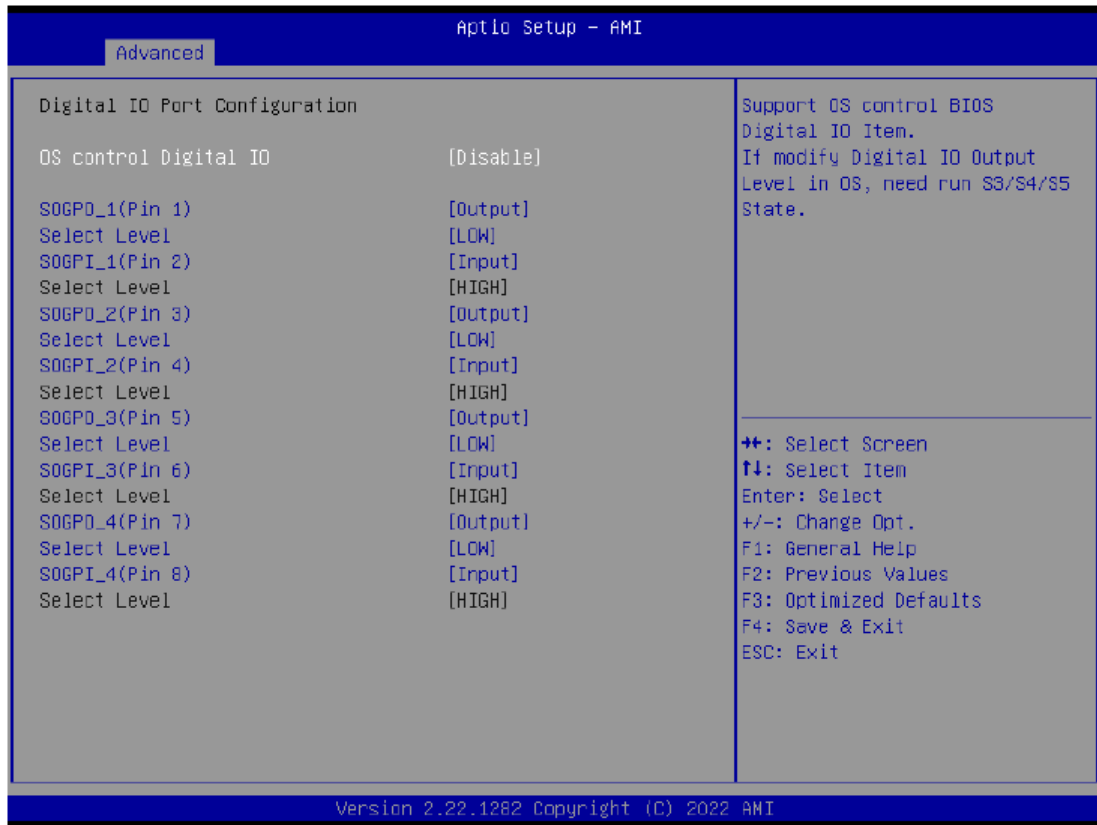 Aptio Setup - AMI
Advanced
Digital IO Port Configuration
OS control Digital IO [Disable]
SOGPO_1(Pin 1) [Output]
Select Level [LOW]
SOGPI_1(Pin 2) [Input]
Select Level [HIGH]
SOGPO_2(Pin 3) [Output]
Select Level [LOW]
SOGPI_2(Pin 4) [Input]
Select Level [HIGH]
SOGPO_3(Pin 5) [Output]
Select Level [LOW]
SOGPI_3(Pin 6) [Input]
Select Level [HIGH]
SOGPO_4(Pin 7) [Output]
Select Level [LOW]
SOGPI_4(Pin 8) [Input]
Select Level [HIGH]
Support OS control BIOS
Digital IO Item.
If modify Digital IO Output
Level in OS, need run S3/S4/S5
State.
→←: Select Screen
↑↓: Select Item
Enter: Select
+/-: Change Opt.
F1: General Help
F2: Previous Values
F3: Optimized Defaults
F4: Save & Exit
ESC: Exit
Version 2.22.1282 Copyright (C) 2022 AMI